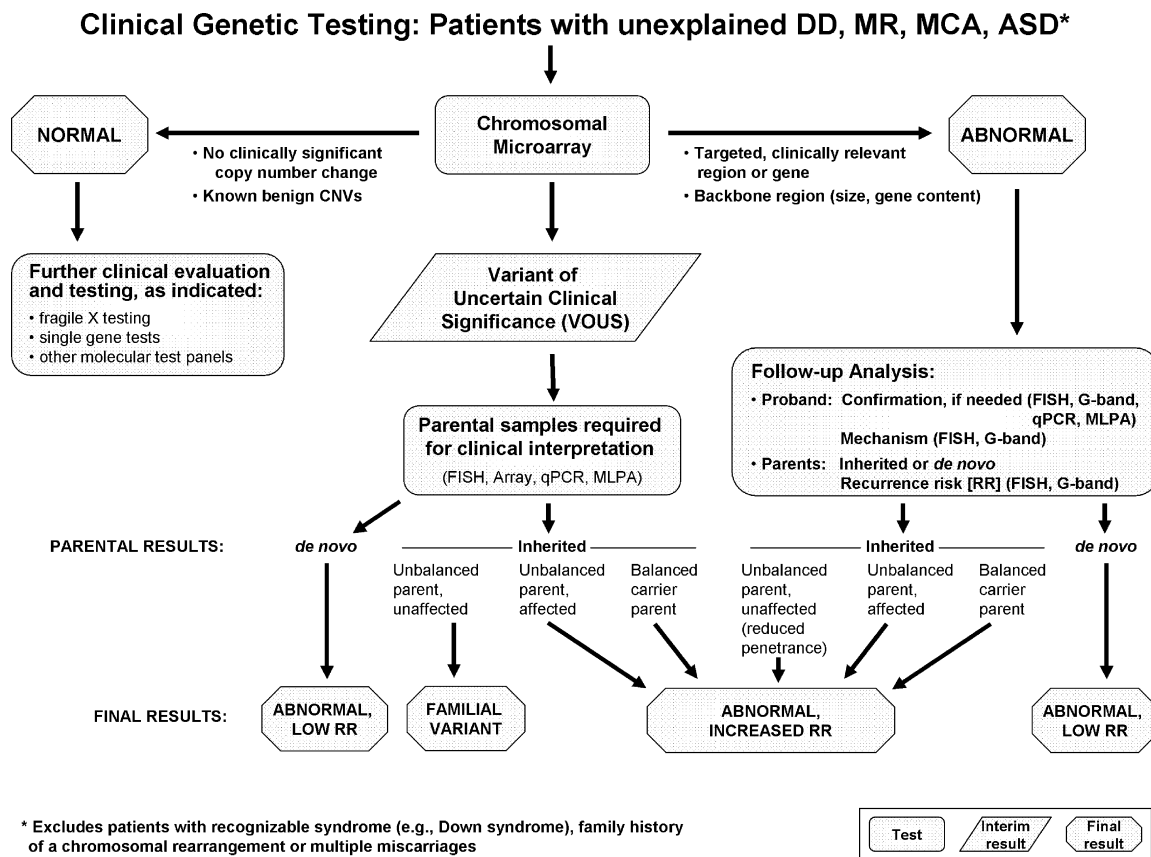 Clinical Genetic Testing: Patients with unexplained DD, MR, MCA, ASD*
NORMAL
Chromosomal
Microarray
ABNORMAL
• No clinically significant
copy number change
• Known benign CNVs
• Targeted, clinically relevant
region or gene
• Backbone region (size, gene content)
Further clinical evaluation
and testing, as indicated:
• fragile X testing
• single gene tests
• other molecular test panels
Variant of
Uncertain Clinical
Significance (VOUS)
Parental samples required
for clinical interpretation
(FISH, Array, qPCR, MLPA)
Follow-up Analysis:
• Proband: Confirmation, if needed (FISH, G-band,
qPCR, MLPA)
Mechanism (FISH, G-band)
• Parents: Inherited or de novo
Recurrence risk [RR] (FISH, G-band)
PARENTAL RESULTS:
de novo
Inherited
Unbalanced
parent,
unaffected
Unbalanced
parent,
affected
Balanced
carrier
parent
Inherited
de novo
Unbalanced
parent,
unaffected
(reduced
penetrance)
Unbalanced
parent,
affected
Balanced
carrier
parent
FINAL RESULTS:
ABNORMAL,
LOW RR
FAMILIAL
VARIANT
ABNORMAL,
INCREASED RR
ABNORMAL,
LOW RR
* Excludes patients with recognizable syndrome (e.g., Down syndrome), family history
of a chromosomal rearrangement or multiple miscarriages
Test
Interim
result
Final
result